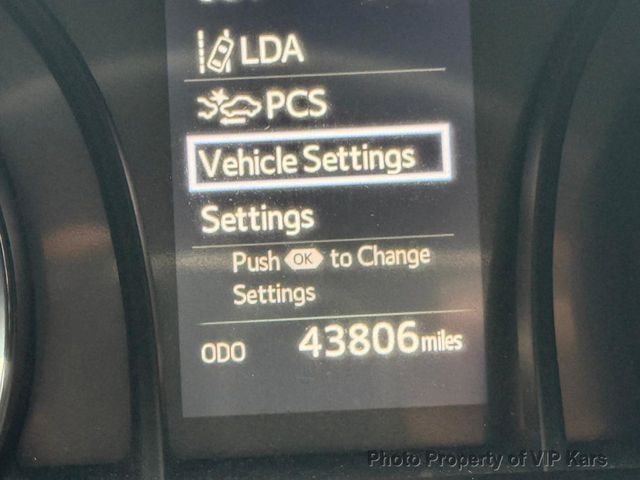 LDA
PCS
Vehicle Settings
Settings
Push OK to Change
Settings
ODO 43806 miles
Photo Property of VIP Kars